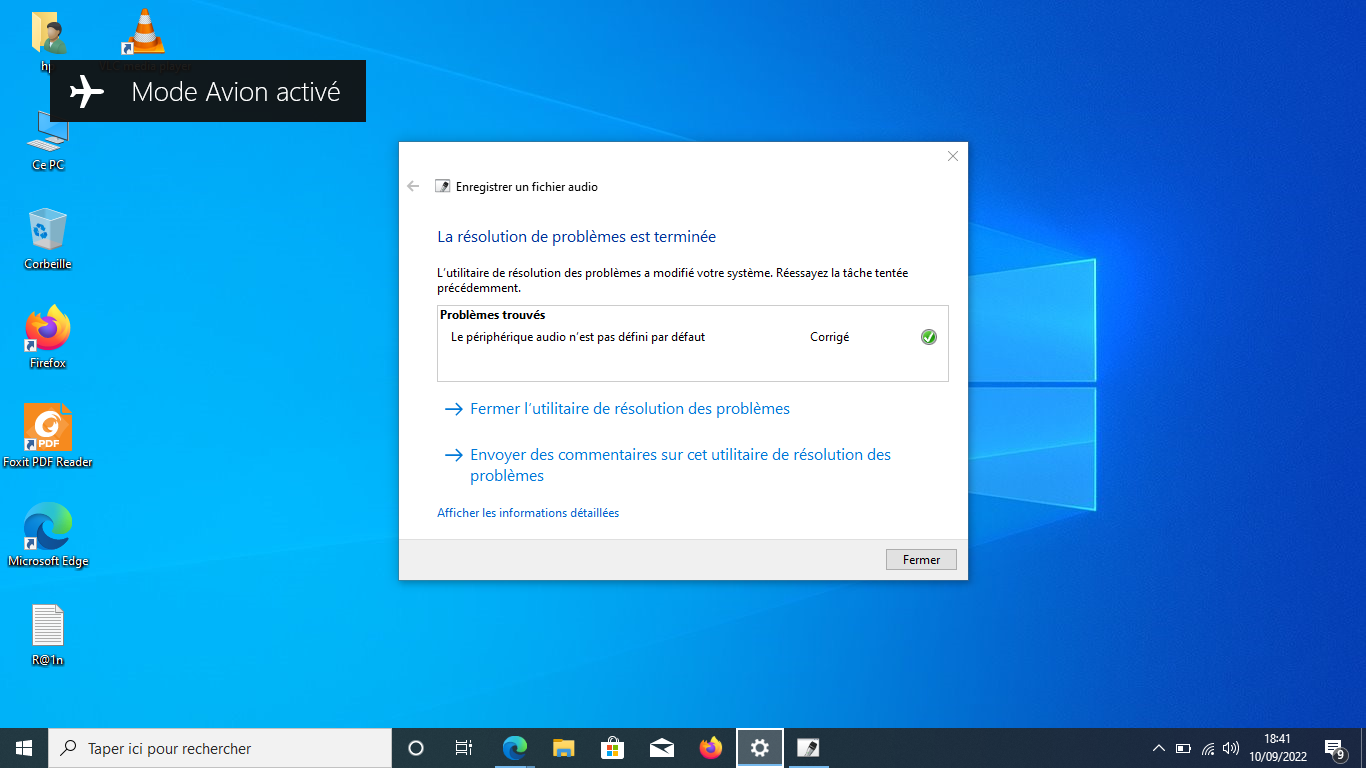 Mode Avion activé
Ce PC
Corbeille
Firefox
PDF
Foxit PDF Reader
Microsoft Edge
R@1n
Enregistrer un fichier audio
La résolution de problèmes est terminée
L'utilitaire de résolution des problèmes a modifié votre système. Réessayez la tâche tentée
précédemment.
Problèmes trouvés
Le périphérique audio n'est pas défini par défaut Corrigé
Fermer l'utilitaire de résolution des problèmes
Envoyer des commentaires sur cet utilitaire de résolution des
problèmes
Afficher les informations détaillées
Fermer
Taper ici pour rechercher
18:41
10/09/2022
9